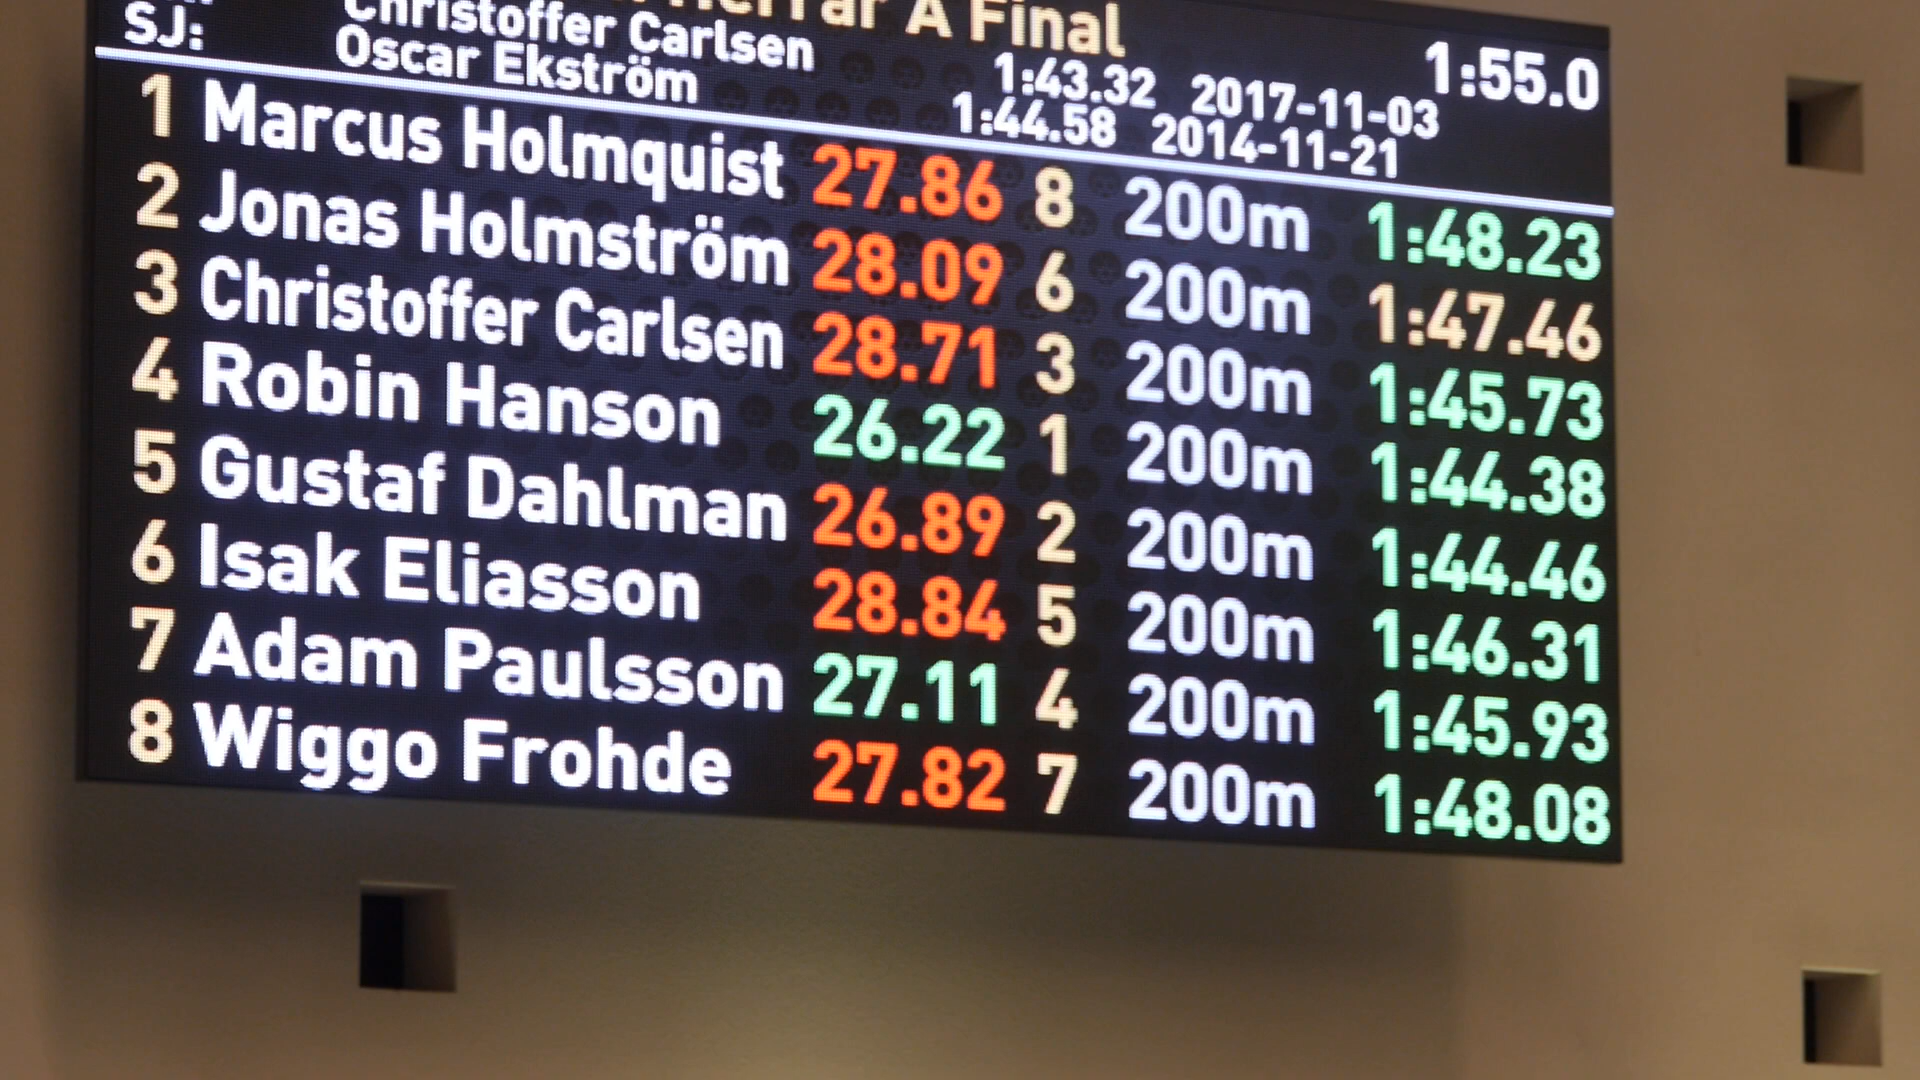 Herrar A Final
Christoffer Carlsen 1:43.32 2017-11-03 1:55.0
SJ: Oscar Ekström 1:44.58 2014-11-21
1 Marcus Holmquist 27.86 8 200m 1:48.23
2 Jonas Holmström 28.09 6 200m 1:47.46
3 Christoffer Carlsen 28.71 3 200m 1:45.73
4 Robin Hanson 26.22 1 200m 1:44.38
5 Gustaf Dahlman 26.89 2 200m 1:44.46
6 Isak Eliasson 28.84 5 200m 1:46.31
7 Adam Paulsson 27.11 4 200m 1:45.93
8 Wiggo Frohde 27.82 7 200m 1:48.08